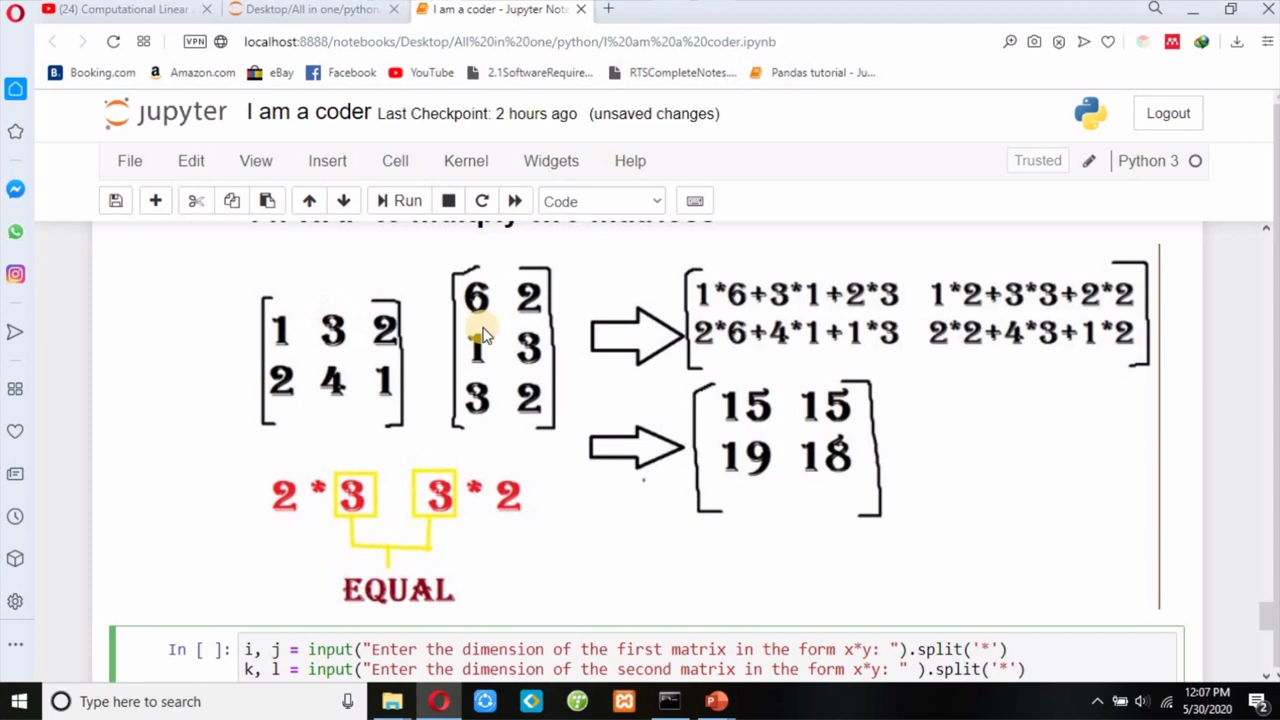 (24) Computational Linear
Desktop/All in one/python
I am a coder - Jupyter Not
VPN
localhost:8888/notebooks/Desktop/All%20in%20one/python/I%20am%20a%20coder.ipynb
Booking.com
Amazon.com
eBay
Facebook
YouTube
2.1SoftwareRequire...
RTSCompleteNotes....
Pandas tutorial - Ju...
jupyter
I am a coder
Last Checkpoint: 2 hours ago
(unsaved changes)
Logout
File Edit View Insert Cell Kernel Widgets Help
Trusted
Python 3
Run
Code
1 3 2
2 4 1
6 2
1 3
3 2
1*6+3*1+2*3 1*2+3*3+2*2
2*6+4*1+1*3 2*2+4*3+1*2
15 15
19 18
2 * 3 3 * 2
EQUAL
In [ ]: i, j = input("Enter the dimension of the first matrix in the form x*y: ").split('*')
k, l = input("Enter the dimension of the second matrix in the form x*y: " ).split('*')
Type here to search
12:07 PM
5/30/2020
2